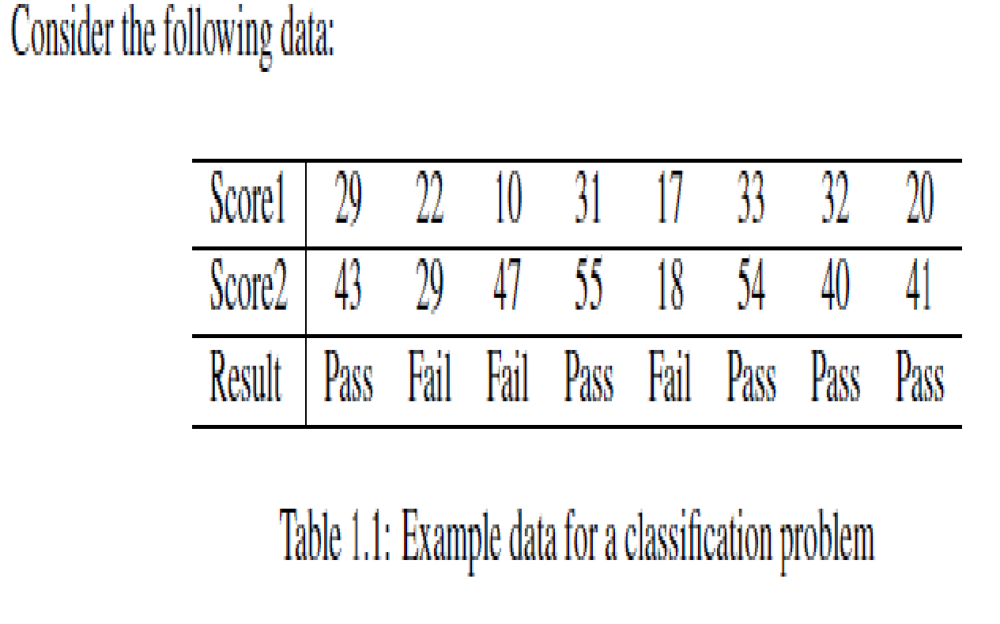 Consider the following data:
Score1 29 22 10 31 17 33 32 20
Score2 43 29 47 55 18 54 40 41
Result Pass Fail Fail Pass Fail Pass Pass Pass
Table 1.1: Example data for a classification problem